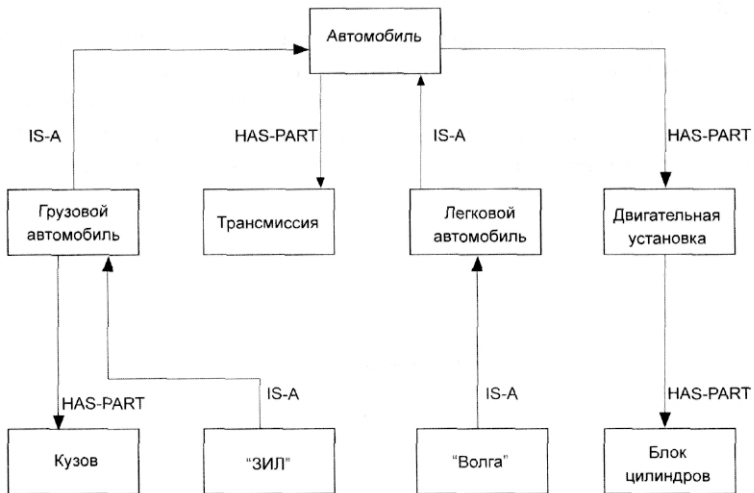 Автомобиль
IS-A
HAS-PART
IS-A
HAS-PART
Грузовой
автомобиль
Трансмиссия
Легковой
автомобиль
Двигательная
установка
HAS-PART
IS-A
IS-A
HAS-PART
Кузов
"ЗИЛ"
"Волга"
Блок
цилиндров